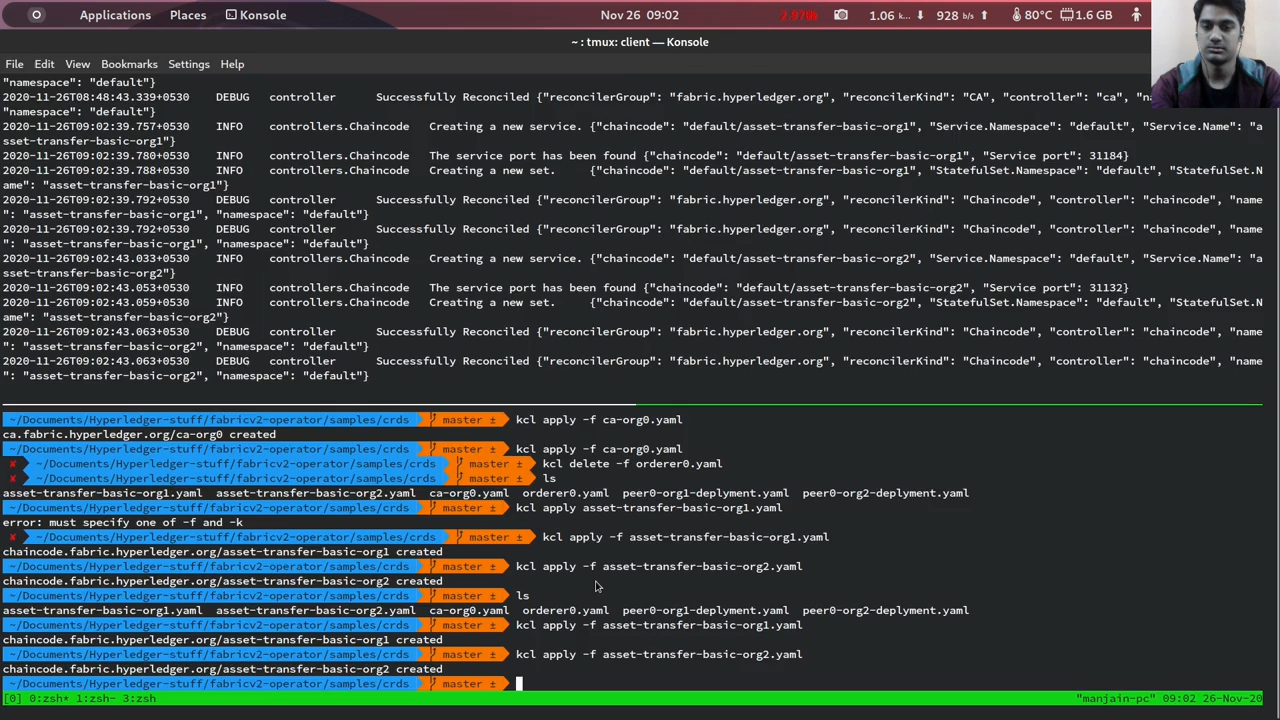 Applications Places Konsole Nov 26 09:02 2.97% 1.06 k... 928 b/s 80°C 1.6 GB
~ : tmux: client — Konsole
File Edit View Bookmarks Settings Help
"namespace": "default"}
2020-11-26T08:48:43.339+0530 DEBUG controller Successfully Reconciled {"reconcilerGroup": "fabric.hyperledger.org", "reconcilerKind": "CA", "controller": "ca", "na
"namespace": "default"}
2020-11-26T09:02:39.757+0530 INFO controllers.Chaincode Creating a new service. {"chaincode": "default/asset-transfer-basic-org1", "Service.Namespace": "default", "Service.Name": "a
sset-transfer-basic-org1"}
2020-11-26T09:02:39.780+0530 INFO controllers.Chaincode The service port has been found {"chaincode": "default/asset-transfer-basic-org1", "Service port": 31184}
2020-11-26T09:02:39.788+0530 INFO controllers.Chaincode Creating a new set. {"chaincode": "default/asset-transfer-basic-org1", "StatefulSet.Namespace": "default", "StatefulSet.N
ame": "asset-transfer-basic-org1"}
2020-11-26T09:02:39.792+0530 DEBUG controller Successfully Reconciled {"reconcilerGroup": "fabric.hyperledger.org", "reconcilerKind": "Chaincode", "controller": "chaincode", "name
": "asset-transfer-basic-org1", "namespace": "default"}
2020-11-26T09:02:39.792+0530 DEBUG controller Successfully Reconciled {"reconcilerGroup": "fabric.hyperledger.org", "reconcilerKind": "Chaincode", "controller": "chaincode", "name
": "asset-transfer-basic-org1", "namespace": "default"}
2020-11-26T09:02:43.033+0530 INFO controllers.Chaincode Creating a new service. {"chaincode": "default/asset-transfer-basic-org2", "Service.Namespace": "default", "Service.Name": "a
sset-transfer-basic-org2"}
2020-11-26T09:02:43.053+0530 INFO controllers.Chaincode The service port has been found {"chaincode": "default/asset-transfer-basic-org2", "Service port": 31132}
2020-11-26T09:02:43.059+0530 INFO controllers.Chaincode Creating a new set. {"chaincode": "default/asset-transfer-basic-org2", "StatefulSet.Namespace": "default", "StatefulSet.N
ame": "asset-transfer-basic-org2"}
2020-11-26T09:02:43.063+0530 DEBUG controller Successfully Reconciled {"reconcilerGroup": "fabric.hyperledger.org", "reconcilerKind": "Chaincode", "controller": "chaincode", "name
": "asset-transfer-basic-org2", "namespace": "default"}
2020-11-26T09:02:43.063+0530 DEBUG controller Successfully Reconciled {"reconcilerGroup": "fabric.hyperledger.org", "reconcilerKind": "Chaincode", "controller": "chaincode", "name
": "asset-transfer-basic-org2", "namespace": "default"}
~/Documents/Hyperledger-stuff/fabricv2-operator/samples/crds master ± kcl apply -f ca-org0.yaml
ca.fabric.hyperledger.org/ca-org0 created
~/Documents/Hyperledger-stuff/fabricv2-operator/samples/crds master ± kcl apply -f ca-org0.yaml
✘ ~/Documents/Hyperledger-stuff/fabricv2-operator/samples/crds master ± kcl delete -f orderer0.yaml
✘ ~/Documents/Hyperledger-stuff/fabricv2-operator/samples/crds master ± ls
asset-transfer-basic-org1.yaml asset-transfer-basic-org2.yaml ca-org0.yaml orderer0.yaml peer0-org1-deplyment.yaml peer0-org2-deplyment.yaml
~/Documents/Hyperledger-stuff/fabricv2-operator/samples/crds master ± kcl apply asset-transfer-basic-org1.yaml
error: must specify one of -f and -k
✘ ~/Documents/Hyperledger-stuff/fabricv2-operator/samples/crds master ± kcl apply -f asset-transfer-basic-org1.yaml
chaincode.fabric.hyperledger.org/asset-transfer-basic-org1 created
~/Documents/Hyperledger-stuff/fabricv2-operator/samples/crds master ± kcl apply -f asset-transfer-basic-org2.yaml
chaincode.fabric.hyperledger.org/asset-transfer-basic-org2 created
~/Documents/Hyperledger-stuff/fabricv2-operator/samples/crds master ± ls
asset-transfer-basic-org1.yaml asset-transfer-basic-org2.yaml ca-org0.yaml orderer0.yaml peer0-org1-deplyment.yaml peer0-org2-deplyment.yaml
~/Documents/Hyperledger-stuff/fabricv2-operator/samples/crds master ± kcl apply -f asset-transfer-basic-org1.yaml
chaincode.fabric.hyperledger.org/asset-transfer-basic-org1 created
~/Documents/Hyperledger-stuff/fabricv2-operator/samples/crds master ± kcl apply -f asset-transfer-basic-org2.yaml
chaincode.fabric.hyperledger.org/asset-transfer-basic-org2 created
~/Documents/Hyperledger-stuff/fabricv2-operator/samples/crds master ±
[0] 0:zsh* 1:zsh- 3:zsh "manjain-pc" 09:02 26-Nov-20